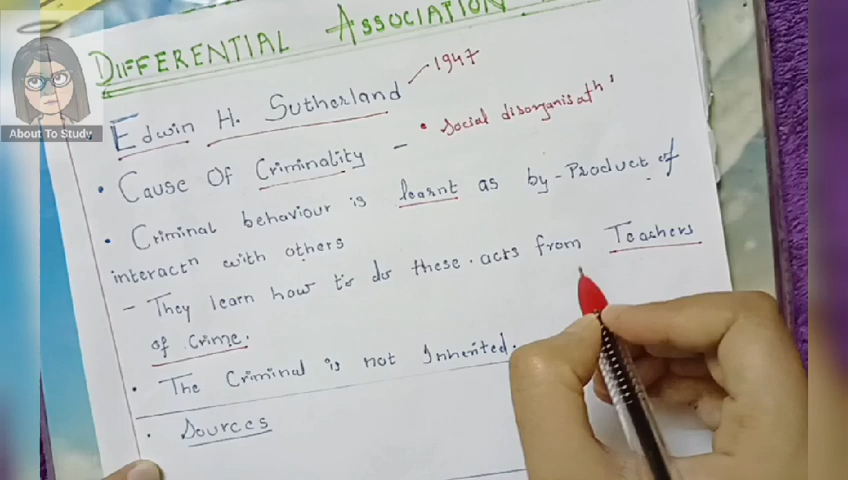 DIFFERENTIAL ASSOCIATION
About To Study
Edwin H. Sutherland
1947
• Cause Of Criminality - • Social disorganisatⁿ'
• Criminal behaviour is learnt as by-Product of
interactⁿ with others
- They learn how to do these acts from Teachers
of Crime.
• The Criminal is not Inherited.
• Sources